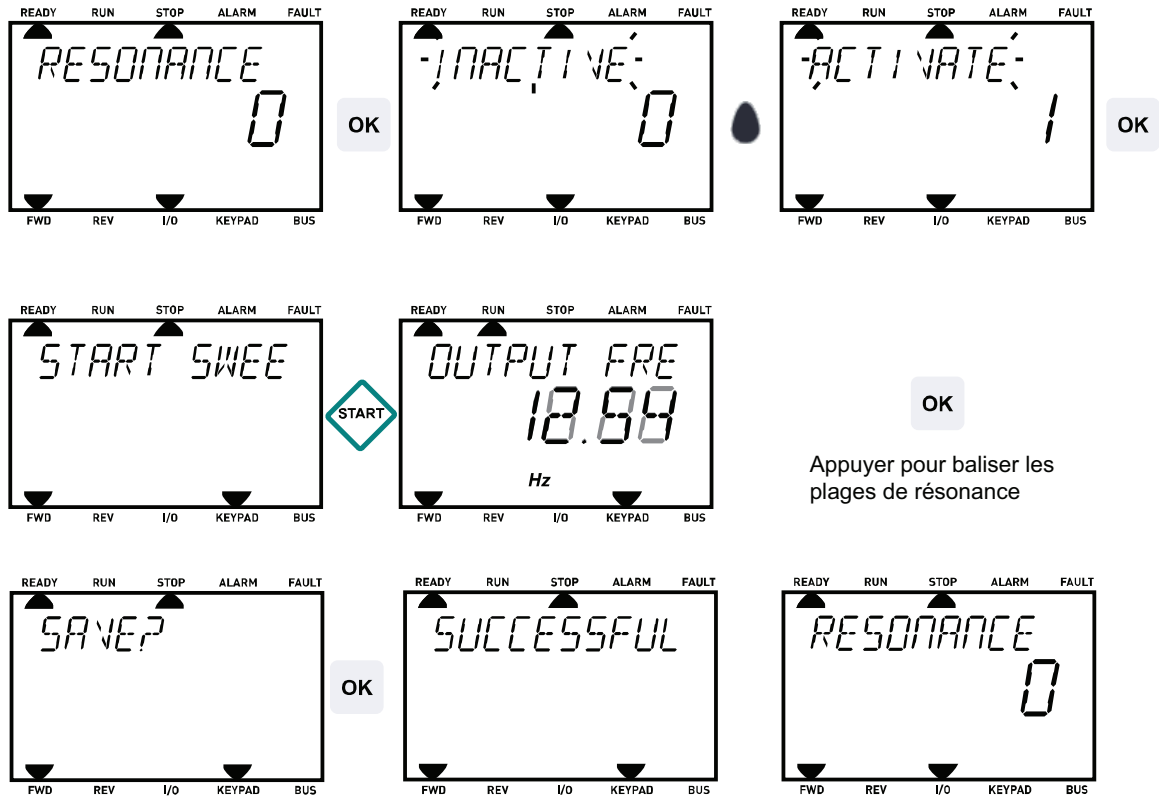 READY RUN STOP ALARM FAULT
RESONANCE
0
FWD REV I/O KEYPAD BUS
OK
READY RUN STOP ALARM FAULT
INACTIVE
0
FWD REV I/O KEYPAD BUS
READY RUN STOP ALARM FAULT
ACTIVATE
1
FWD REV I/O KEYPAD BUS
OK
READY RUN STOP ALARM FAULT
START SWEE
FWD REV I/O KEYPAD BUS
START
READY RUN STOP ALARM FAULT
OUTPUT FRE
12.54
Hz
FWD REV I/O KEYPAD BUS
OK
Appuyer pour baliser les
plages de résonance
READY RUN STOP ALARM FAULT
SAVE?
FWD REV I/O KEYPAD BUS
OK
READY RUN STOP ALARM FAULT
SUCCESSFUL
FWD REV I/O KEYPAD BUS
READY RUN STOP ALARM FAULT
RESONANCE
0
FWD REV I/O KEYPAD BUS